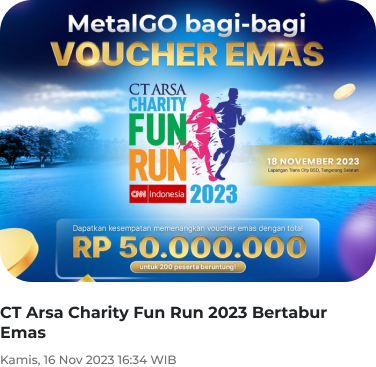 MetalGO bagi-bagi
VOUCHER EMAS
CT ARSA
CHARITY
FUN
RUN
CNN Indonesia
2023
18 NOVEMBER 2023
Lapangan Trans City BSD, Tangerang Selatan
Dapatkan kesempatan memenangkan voucher emas dengan total
RP 50.000.000
untuk 200 peserta beruntung!
CT Arsa Charity Fun Run 2023 Bertabur
Emas
Kamis, 16 Nov 2023 16:34 WIB